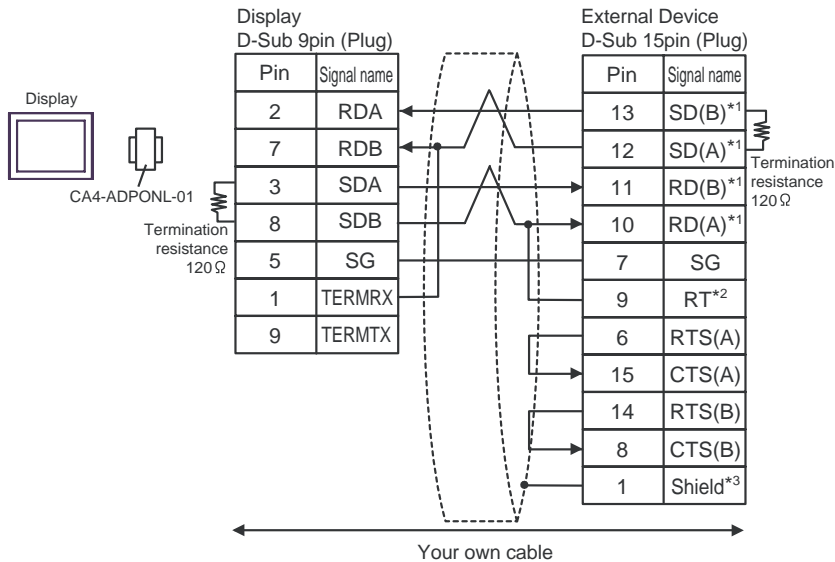 Display
D-Sub 9pin (Plug)
External Device
D-Sub 15pin (Plug)
Pin Signal name
2 RDA
7 RDB
3 SDA
8 SDB
5 SG
1 TERMRX
9 TERMTX
Pin Signal name
13 SD(B)*1
12 SD(A)*1
11 RD(B)*1
10 RD(A)*1
7 SG
9 RT*2
6 RTS(A)
15 CTS(A)
14 RTS(B)
8 CTS(B)
1 Shield*3
Display
CA4-ADPONL-01
Termination
resistance
120Ω
Termination
resistance
120Ω
Your own cable